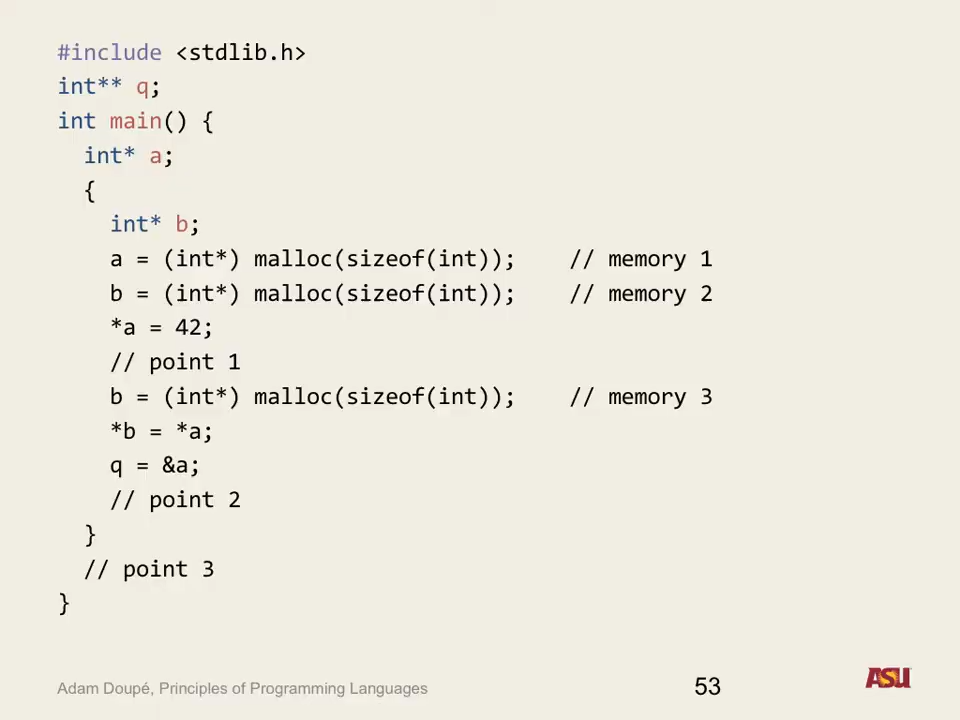 #include <stdlib.h>
int** q;
int main() {
  int* a;
  {
    int* b;
    a = (int*) malloc(sizeof(int));    // memory 1
    b = (int*) malloc(sizeof(int));    // memory 2
    *a = 42;
    // point 1
    b = (int*) malloc(sizeof(int));    // memory 3
    *b = *a;
    q = &a;
    // point 2
  }
  // point 3
}
Adam Doupé, Principles of Programming Languages
53
ASU